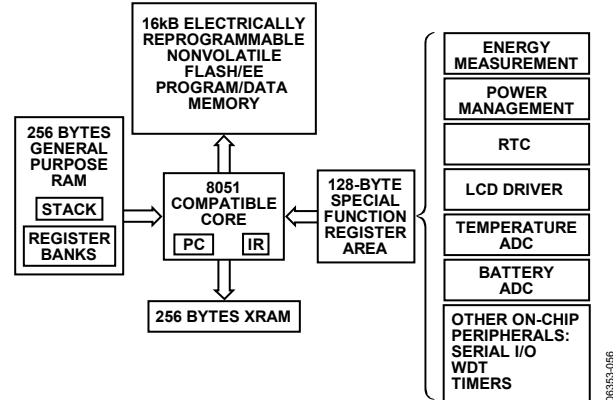 16kB ELECTRICALLY
REPROGRAMMABLE
NONVOLATILE
FLASH/EE
PROGRAM/DATA
MEMORY
256 BYTES
GENERAL
PURPOSE
RAM
STACK
REGISTER
BANKS
8051
COMPATIBLE
CORE
PC
IR
256 BYTES XRAM
128-BYTE
SPECIAL
FUNCTION
REGISTER
AREA
ENERGY
MEASUREMENT
POWER
MANAGEMENT
RTC
LCD DRIVER
TEMPERATURE
ADC
BATTERY
ADC
OTHER ON-CHIP
PERIPHERALS:
SERIAL I/O
WDT
TIMERS
06353-056